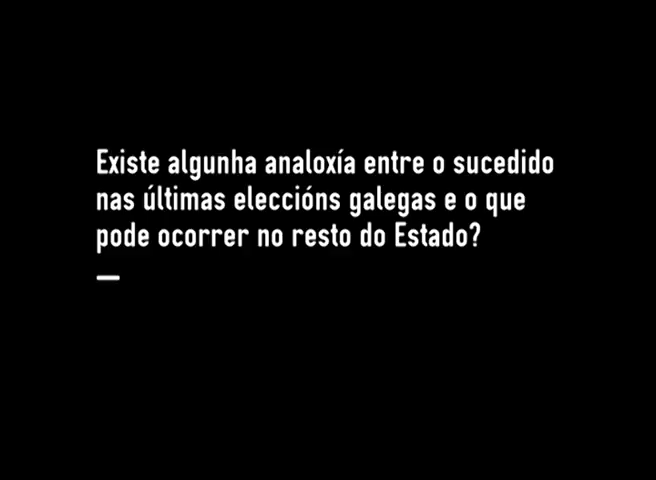 Existe algunha analoxía entre o sucedido
nas últimas eleccións galegas e o que
pode ocorrer no resto do Estado?